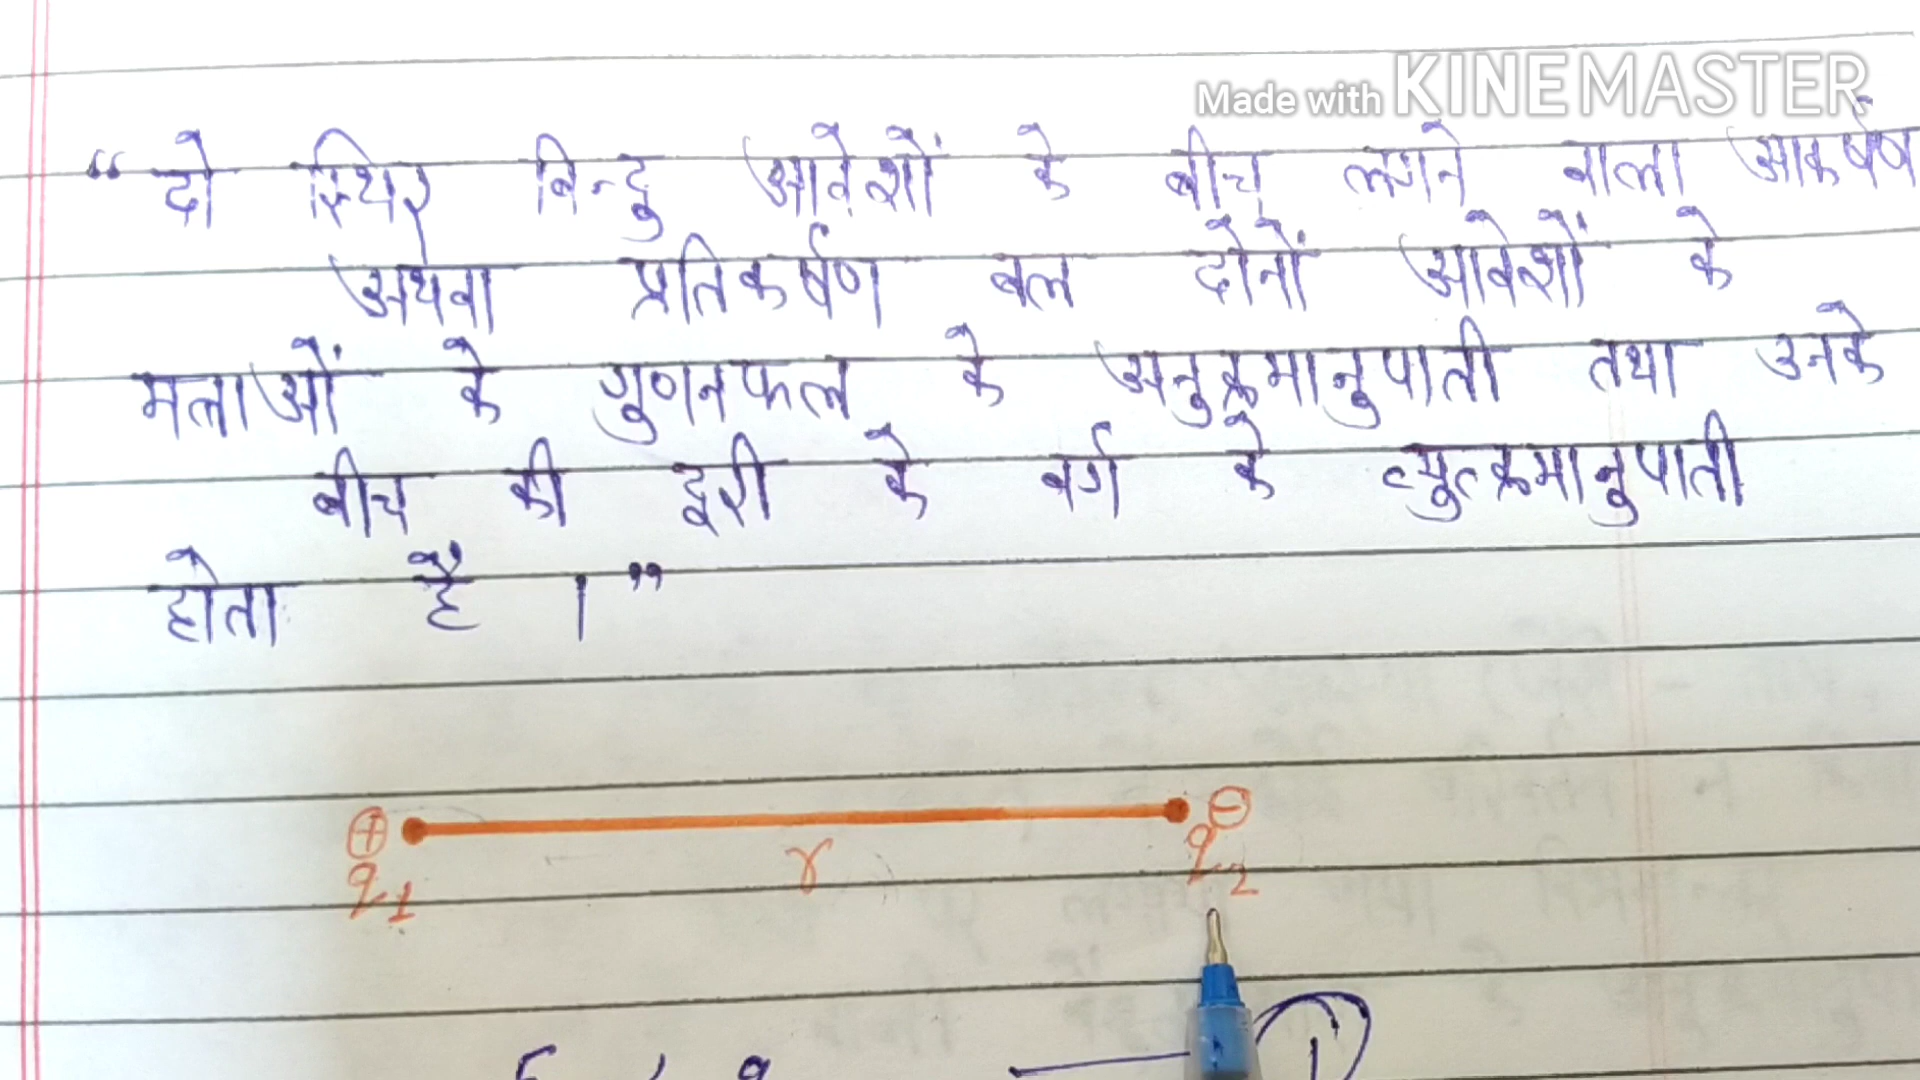 Made with KINEMASTER
“ दो स्थिर बिन्दु आवेशों के बीच लगने वाला आकर्षण
अथवा प्रतिकर्षण बल दोनों आवेशों के
मत्ताओं के गुणनफल के अनुक्रमानुपाती तथा उनके
बीच की दूरी के वर्ग के व्युत्क्रमानुपाती
होता है । ”
⊕ ⊖
q1 r q2